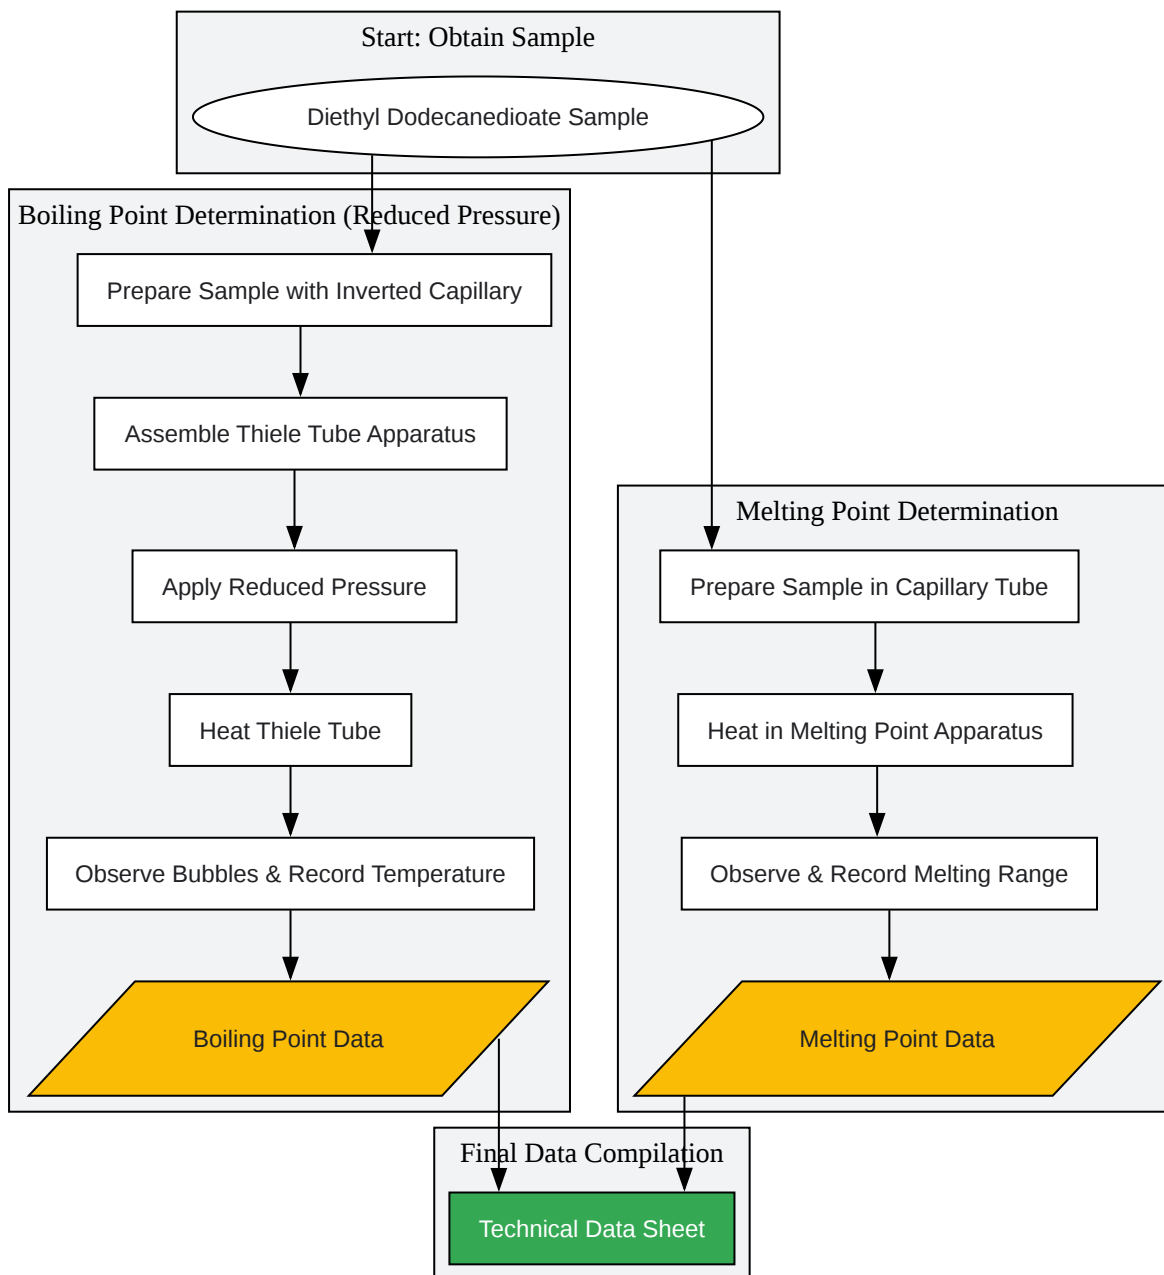 Start: Obtain Sample
Diethyl Dodecanedioate Sample
Boiling Point Determination (Reduced Pressure)
Prepare Sample with Inverted Capillary
Assemble Thiele Tube Apparatus
Apply Reduced Pressure
Heat Thiele Tube
Observe Bubbles & Record Temperature
Boiling Point Data
Melting Point Determination
Prepare Sample in Capillary Tube
Heat in Melting Point Apparatus
Observe & Record Melting Range
Melting Point Data
Final Data Compilation
Technical Data Sheet